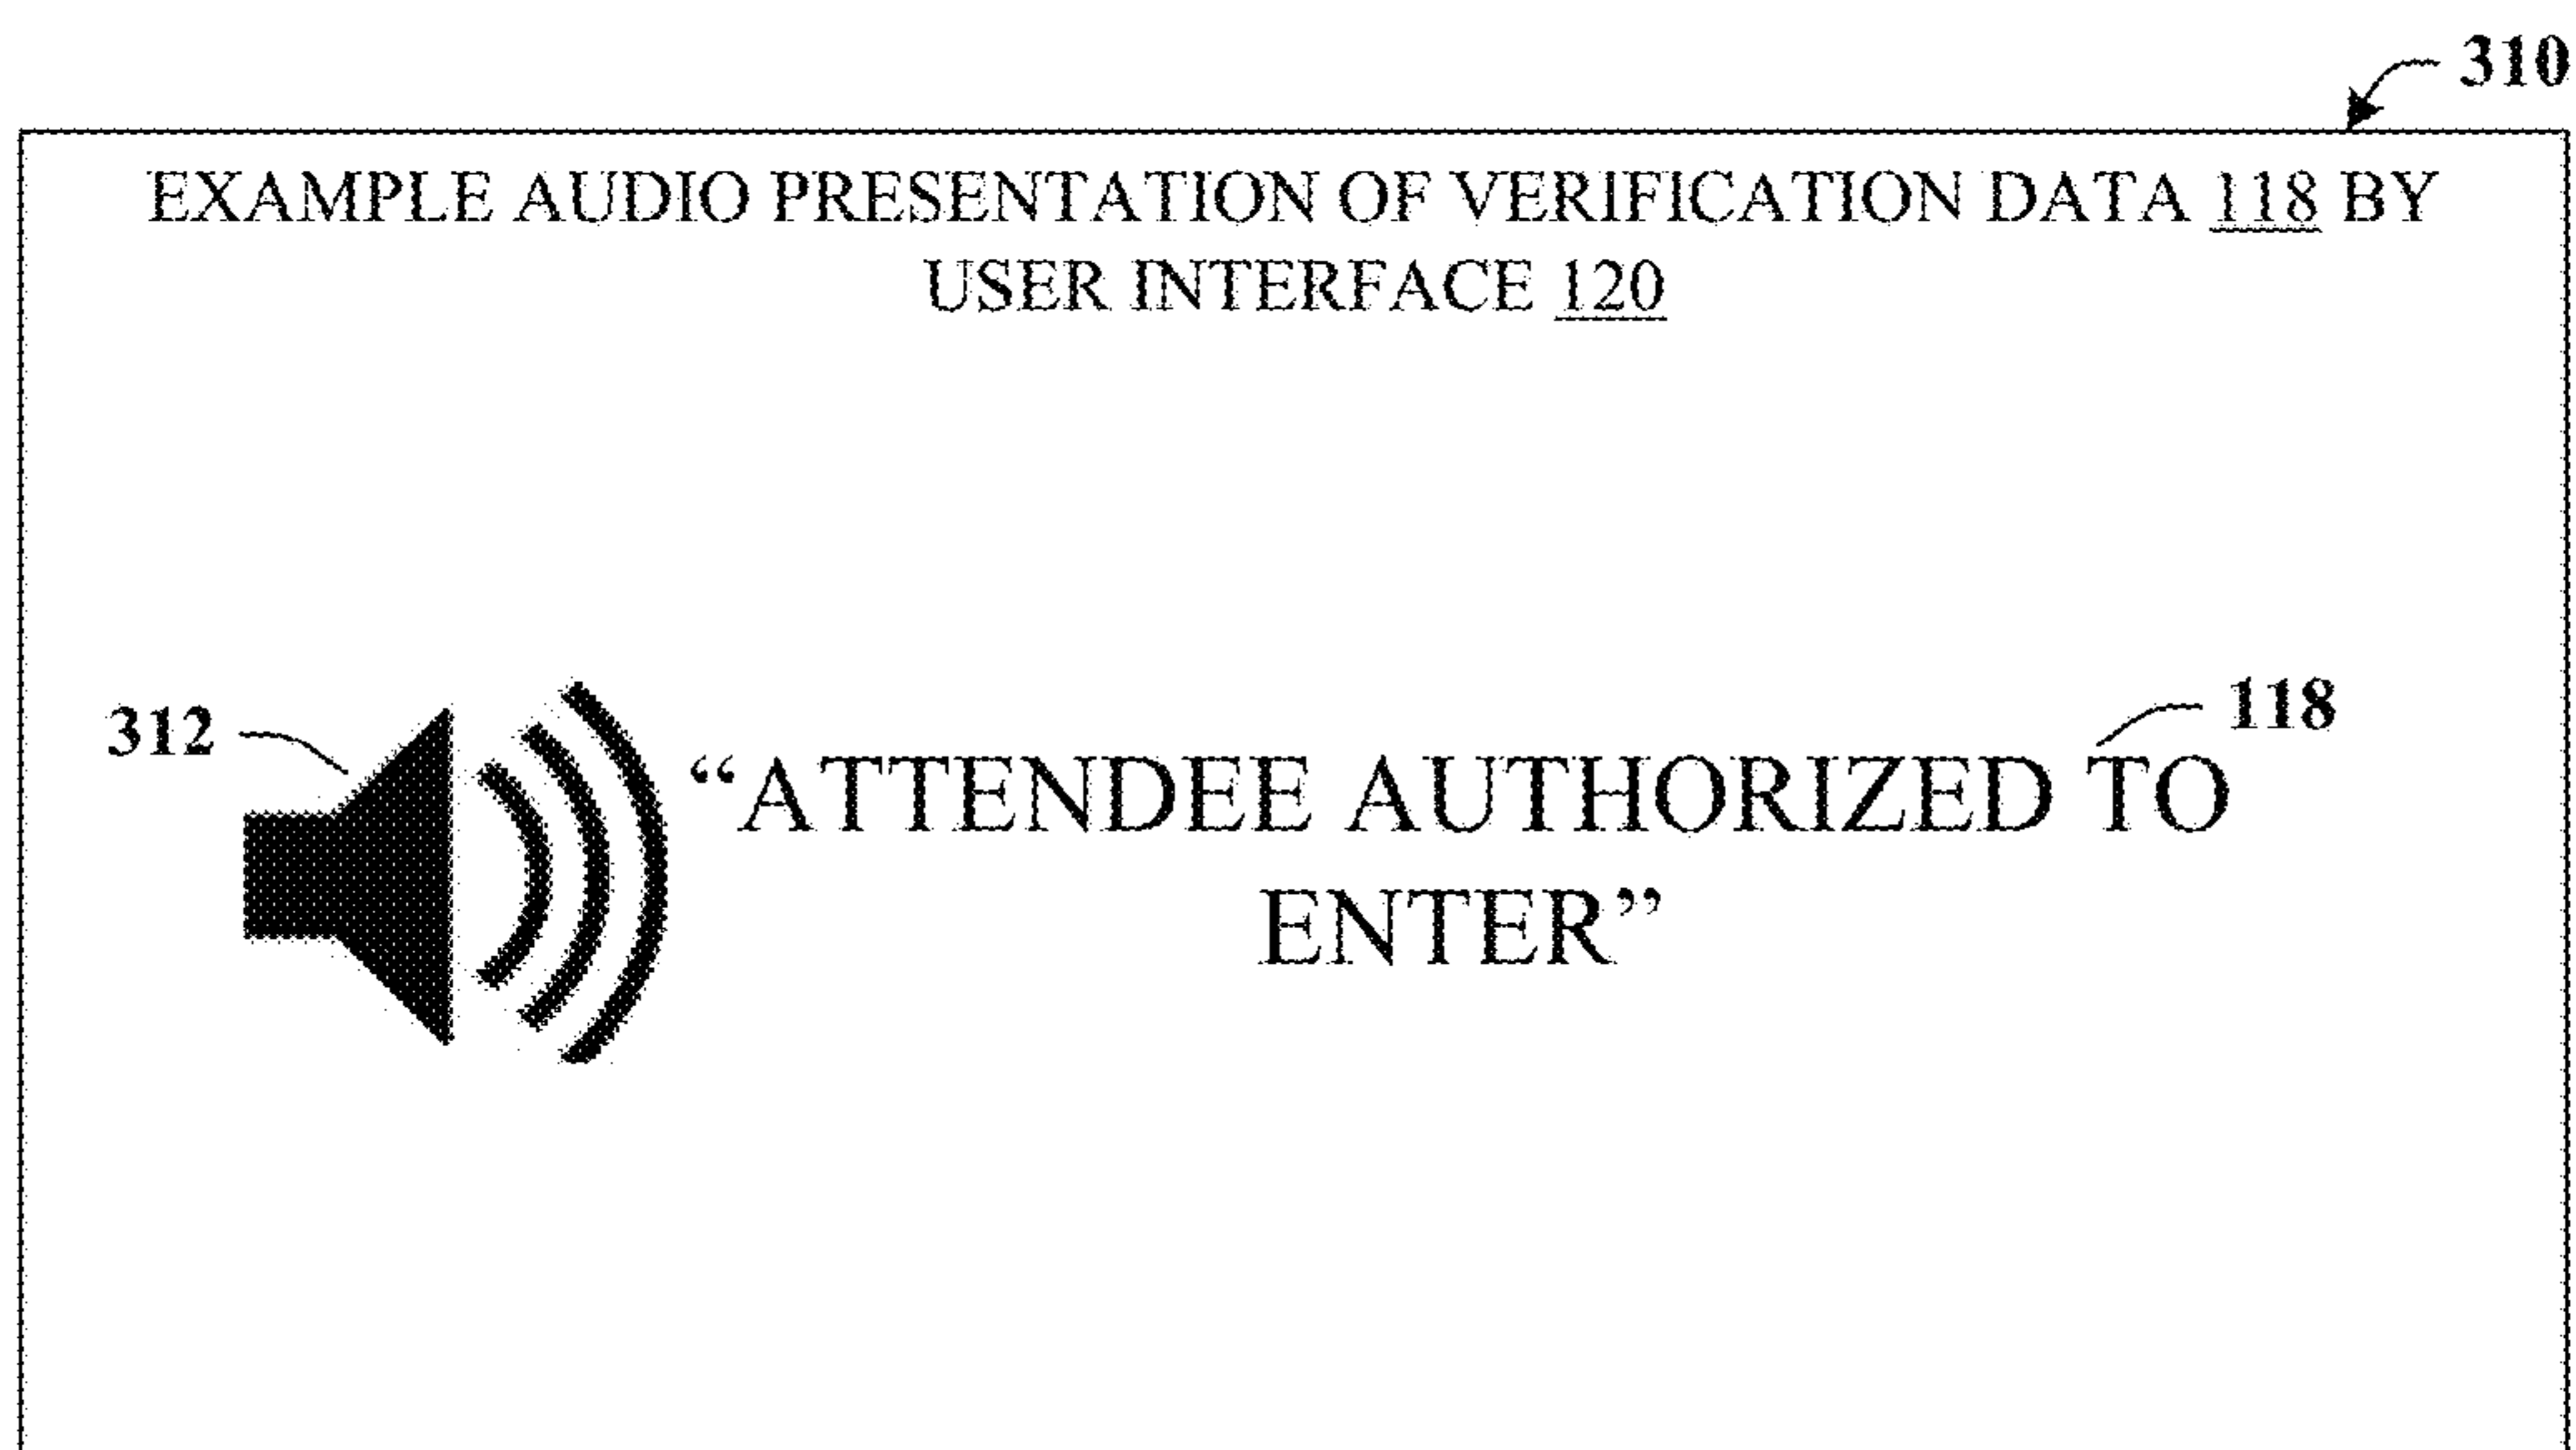 310
EXAMPLE AUDIO PRESENTATION OF VERIFICATION DATA 118 BY
USER INTERFACE 120
312
118
“ATTENDEE AUTHORIZED TO
ENTER”